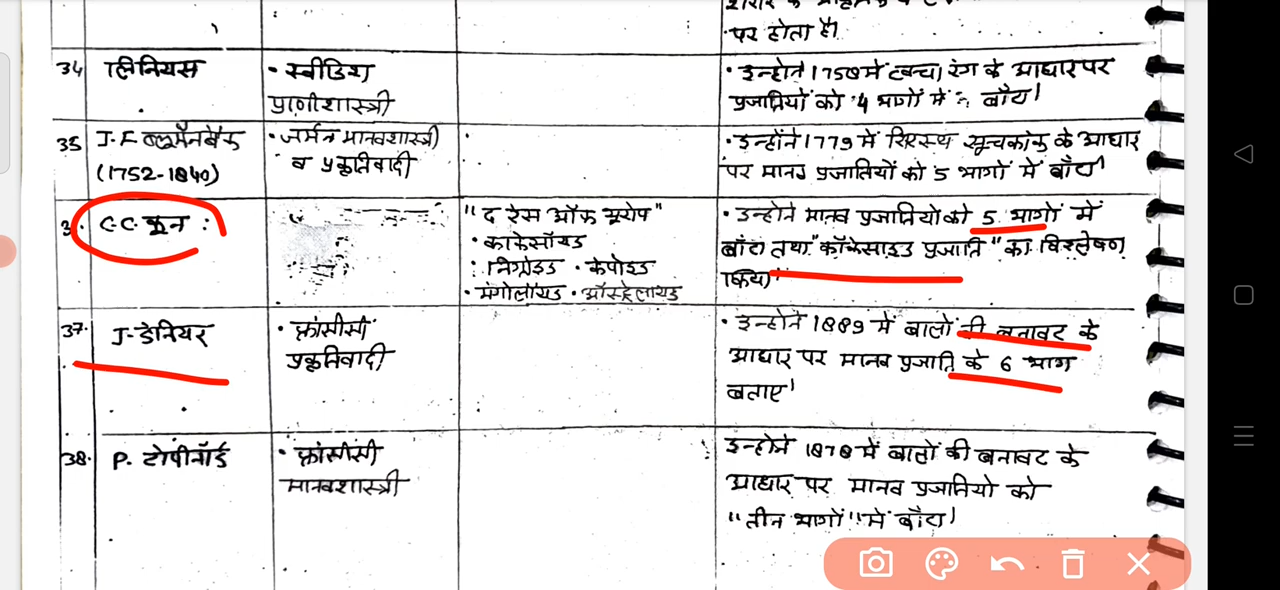 पर होता है।
34 लिनियस
• स्वीडिश
प्राणीशास्त्री
• इन्होने 1758 में त्वचा रंग के आधार पर
प्रजातियों को 4 भागों में बाँटा।
35 J. F ब्लूमैनबैक
(1752-1840)
• जर्मन मानवशास्त्री
व प्रकृतिवादी
• इन्होंने 1779 में शिरस्थ सूचकांक के आधार
पर मानव प्रजातियों को 5 भागों में बाँटा
C.C. कून :
"द रेस ऑफ यूरोप"
• काकेसॉयड
• निग्रोइड • केपोइड
• मंगोलॉयड • ऑस्ट्रेलायड
• उन्होने मानव प्रजातियों को 5 भागों में
बाँटा तथा "कॉकेसाइड प्रजाति" का विश्लेषण
किया
37. J. डेनियर
• फ्रांसीसी
प्रकृतिवादी
• इन्होने 1889 में बालों की बनावट के
आधार पर मानव प्रजाति के 6 भाग
बताए।
38. P. टोपीनॉर्ड
• फ्रांसीसी
मानवशास्त्री
इन्होने 1878 में बालों की बनावट के
आधार पर मानव प्रजातियो को
"तीन भागों" में बाँटा।